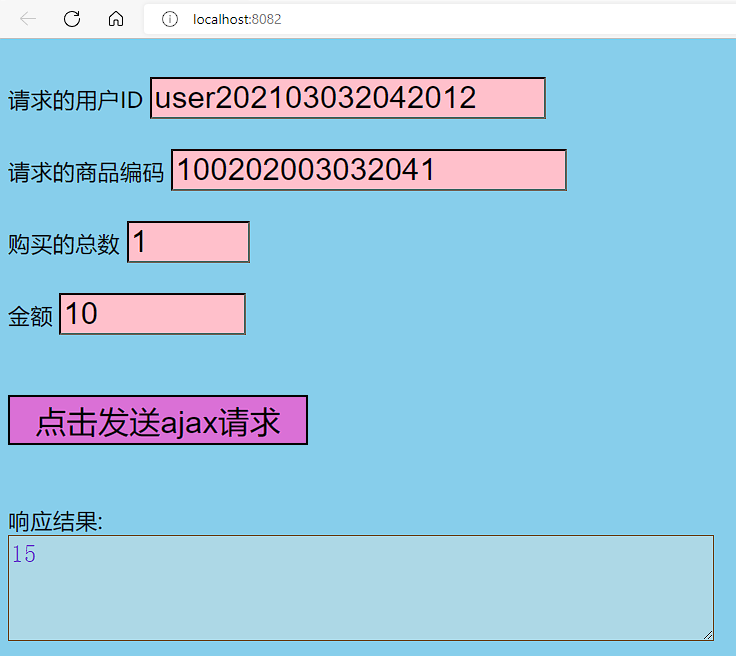 localhost:8082
请求的用户ID user202103032042012
请求的商品编码 100202003032041
购买的总数 1
金额 10
点击发送ajax请求
响应结果:
15